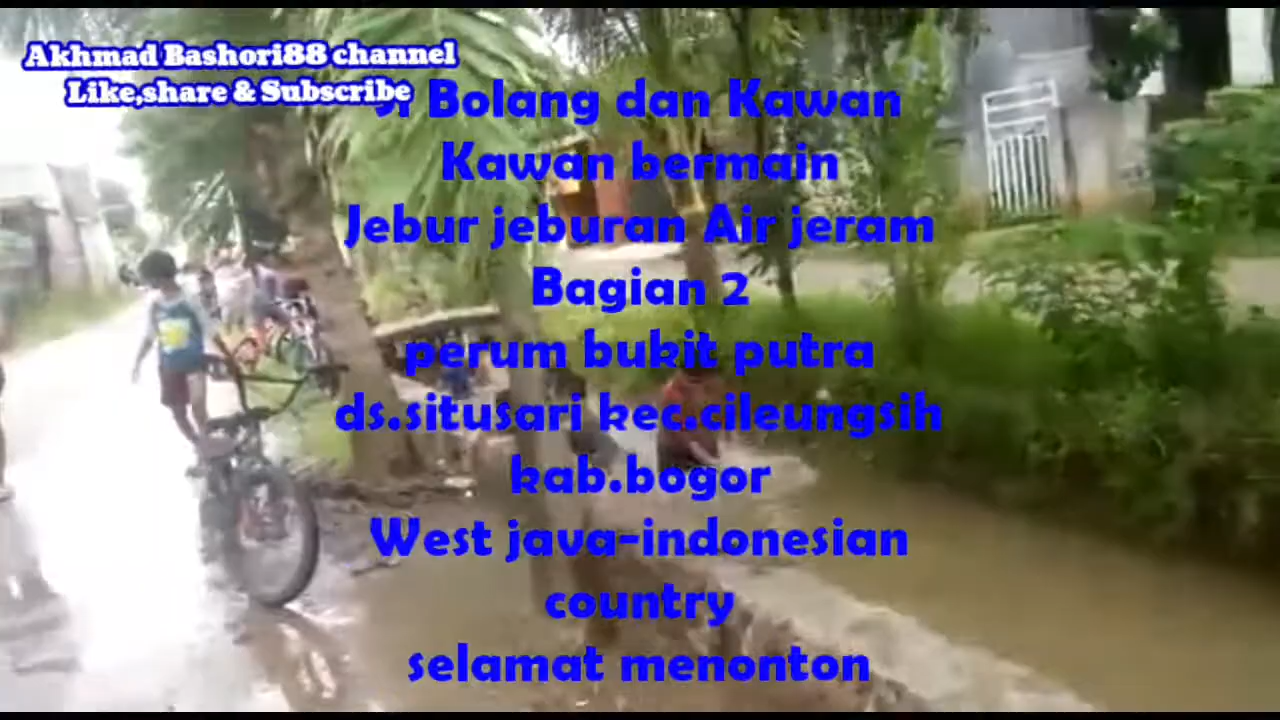 Akhmad Bashori88 channel
Like,share & Subscribe
Bolang dan Kawan
Kawan bermain
Jebur jeburan Air jeram
Bagian 2
perum bukit putra
ds.situsari kec.cileungsih
kab.bogor
West java-indonesian
country
selamat menonton